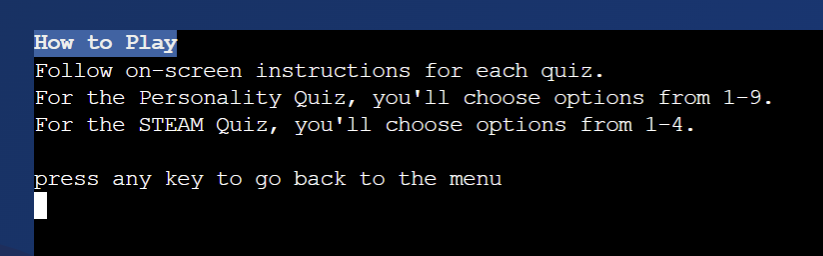 How to Play
Follow on-screen instructions for each quiz.
For the Personality Quiz, you'll choose options from 1-9.
For the STEAM Quiz, you'll choose options from 1-4.
press any key to go back to the menu